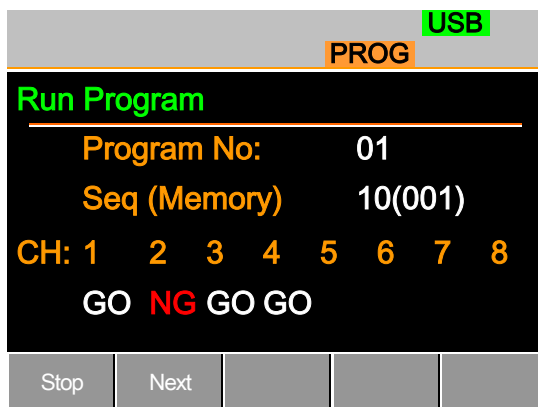 USB
PROG
Run Program
Program No: 01
Seq (Memory) 10(001)
CH: 1 2 3 4 5 6 7 8
GO NG GO GO
Stop Next